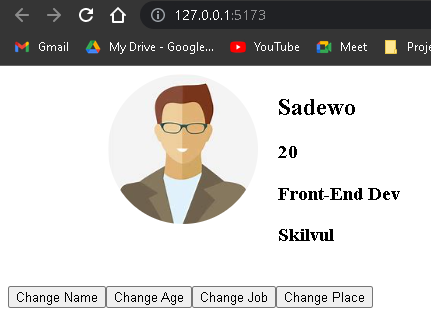 127.0.0.1:5173
Gmail My Drive - Google... YouTube Meet Projec
Sadewo
20
Front-End Dev
Skilvul
Change Name Change Age Change Job Change Place